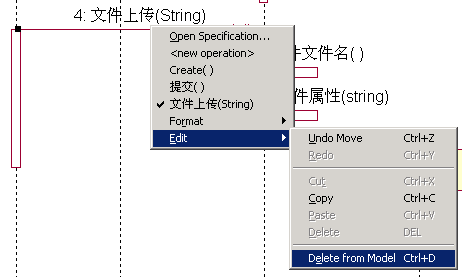 4: 文件上传(String)
Open Specification...
<new operation>
Create( )
提交( )
文件上传(String)
Format
Edit
件文件名( )
件属性(string)
Undo Move Ctrl+Z
Redo Ctrl+Y
Cut Ctrl+X
Copy Ctrl+C
Paste Ctrl+V
Delete DEL
Delete from Model Ctrl+D